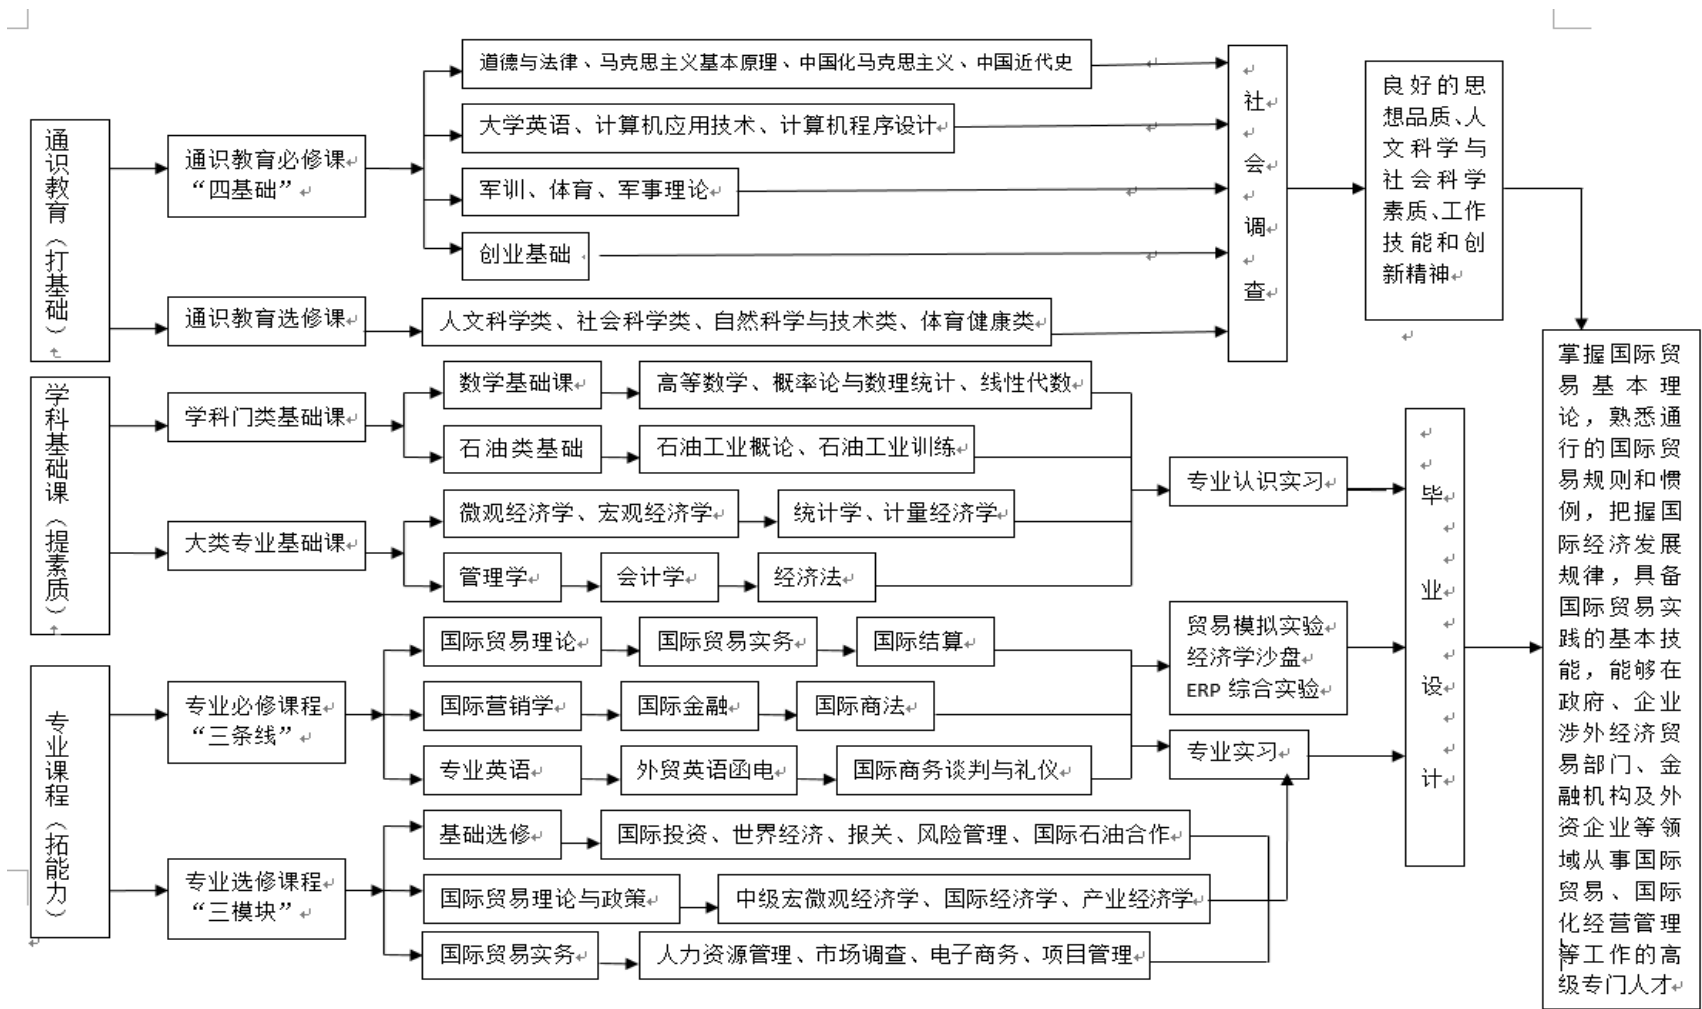 通识教育（打基础）
通识教育必修课
“四基础”
道德与法律、马克思主义基本原理、中国化马克思主义、中国近代史
大学英语、计算机应用技术、计算机程序设计
军训、体育、军事理论
创业基础
通识教育选修课
人文科学类、社会科学类、自然科学与技术类、体育健康类
社会调查
良好的思
想品质、人
文科学与
社会科学
素质、工作
技能和创
新精神
学科基础课（提素质）
学科门类基础课
数学基础课
高等数学、概率论与数理统计、线性代数
石油类基础
石油工业概论、石油工业训练
大类专业基础课
微观经济学、宏观经济学
统计学、计量经济学
管理学
会计学
经济法
专业认识实习
专业课程（拓能力）
专业必修课程
“三条线”
国际贸易理论
国际贸易实务
国际结算
国际营销学
国际金融
国际商法
专业英语
外贸英语函电
国际商务谈判与礼仪
贸易模拟实验
经济学沙盘
ERP 综合实验
专业实习
专业选修课程
“三模块”
基础选修
国际投资、世界经济、报关、风险管理、国际石油合作
国际贸易理论与政策
中级宏微观经济学、国际经济学、产业经济学
国际贸易实务
人力资源管理、市场调查、电子商务、项目管理
毕业设计
掌握国际贸
易基本理
论，熟悉通
行的国际贸
易规则和惯
例，把握国
际经济发展
规律，具备
国际贸易实
践的基本技
能，能够在
政府、企业
涉外经济贸
易部门、金
融机构及外
资企业等领
域从事国际
贸易、国际
化经营管理
等工作的高
级专门人才